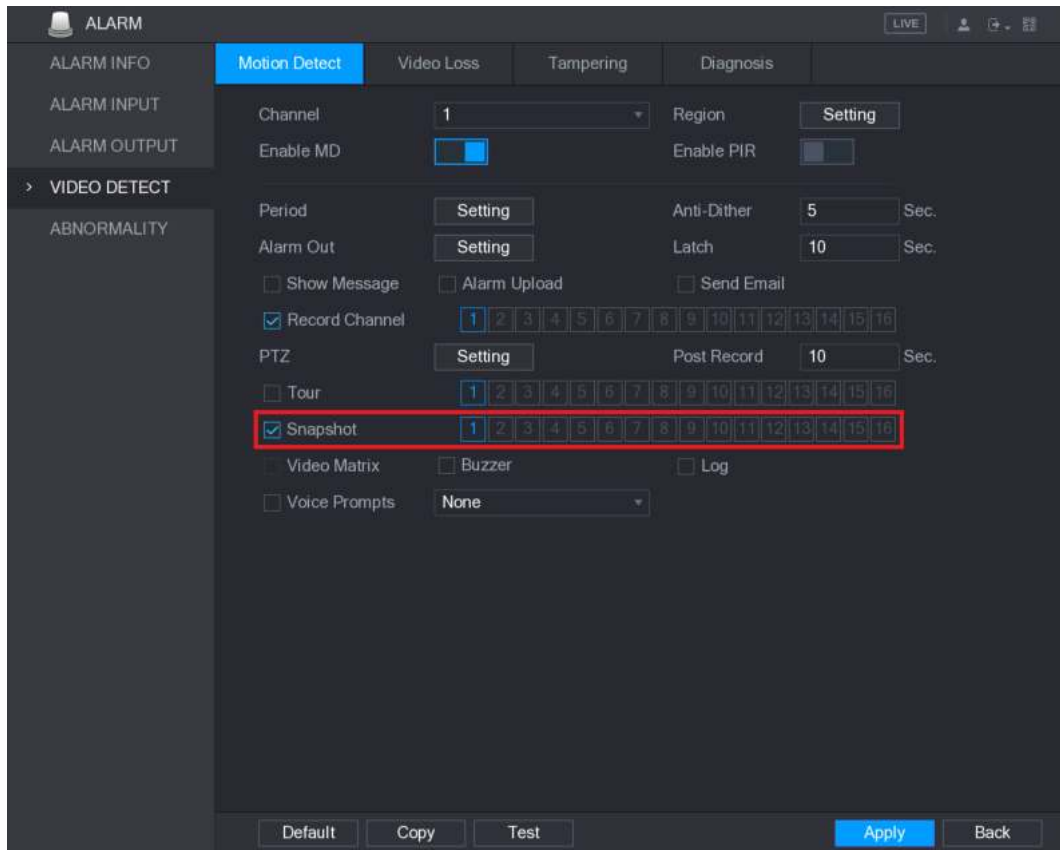 ALARM LIVE
ALARM INFO
ALARM INPUT
ALARM OUTPUT
> VIDEO DETECT
ABNORMALITY
Motion Detect Video Loss Tampering Diagnosis
Channel 1 Region Setting
Enable MD Enable PIR
Period Setting Anti-Dither 5 Sec.
Alarm Out Setting Latch 10 Sec.
Show Message Alarm Upload Send Email
Record Channel 1 2 3 4 5 6 7 8 9 10 11 12 13 14 15 16
PTZ Setting Post Record 10 Sec.
Tour 1 2 3 4 5 6 7 8 9 10 11 12 13 14 15 16
Snapshot 1 2 3 4 5 6 7 8 9 10 11 12 13 14 15 16
Video Matrix Buzzer Log
Voice Prompts None
Default Copy Test Apply Back